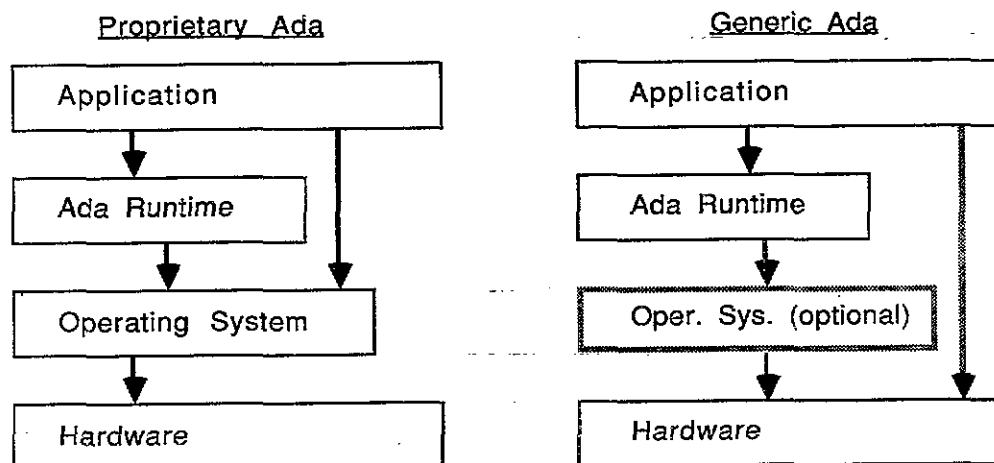 Proprietary Ada
Application
Ada Runtime
Operating System
Hardware
Generic Ada
Application
Ada Runtime
Oper. Sys. (optional)
Hardware